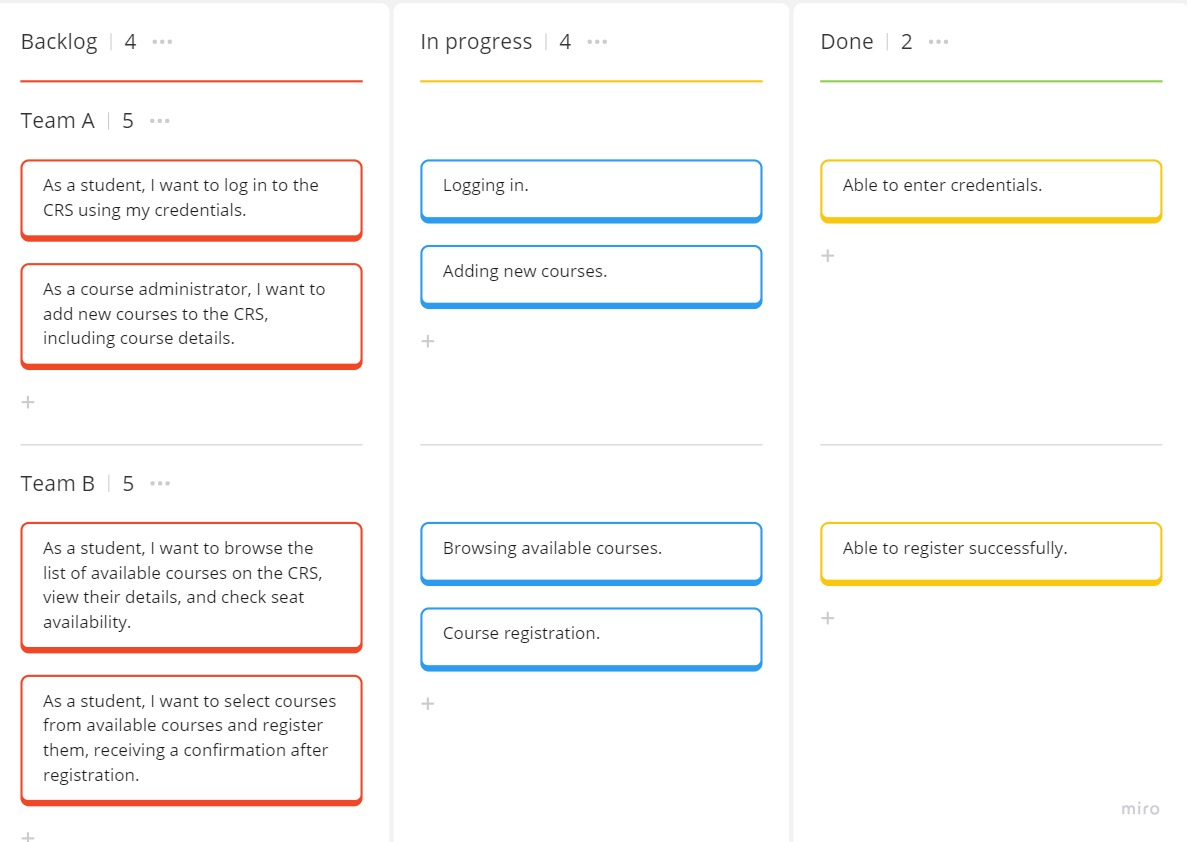 Backlog 4
In progress 4
Done 2
Team A 5
As a student, I want to log in to the
CRS using my credentials.
As a course administrator, I want to
add new courses to the CRS,
including course details.
Logging in.
Adding new courses.
Able to enter credentials.
Team B 5
As a student, I want to browse the
list of available courses on the CRS,
view their details, and check seat
availability.
As a student, I want to select courses
from available courses and register
them, receiving a confirmation after
registration.
Browsing available courses.
Course registration.
Able to register successfully.
miro